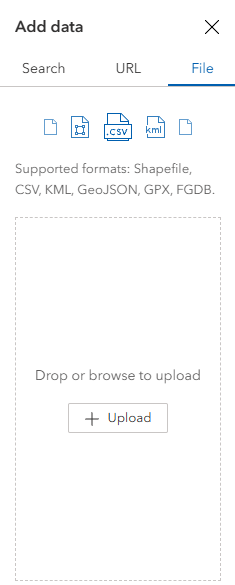 Add data
Search URL File
.csv kml
Supported formats: Shapefile,
CSV, KML, GeoJSON, GPX, FGDB.
Drop or browse to upload
Upload